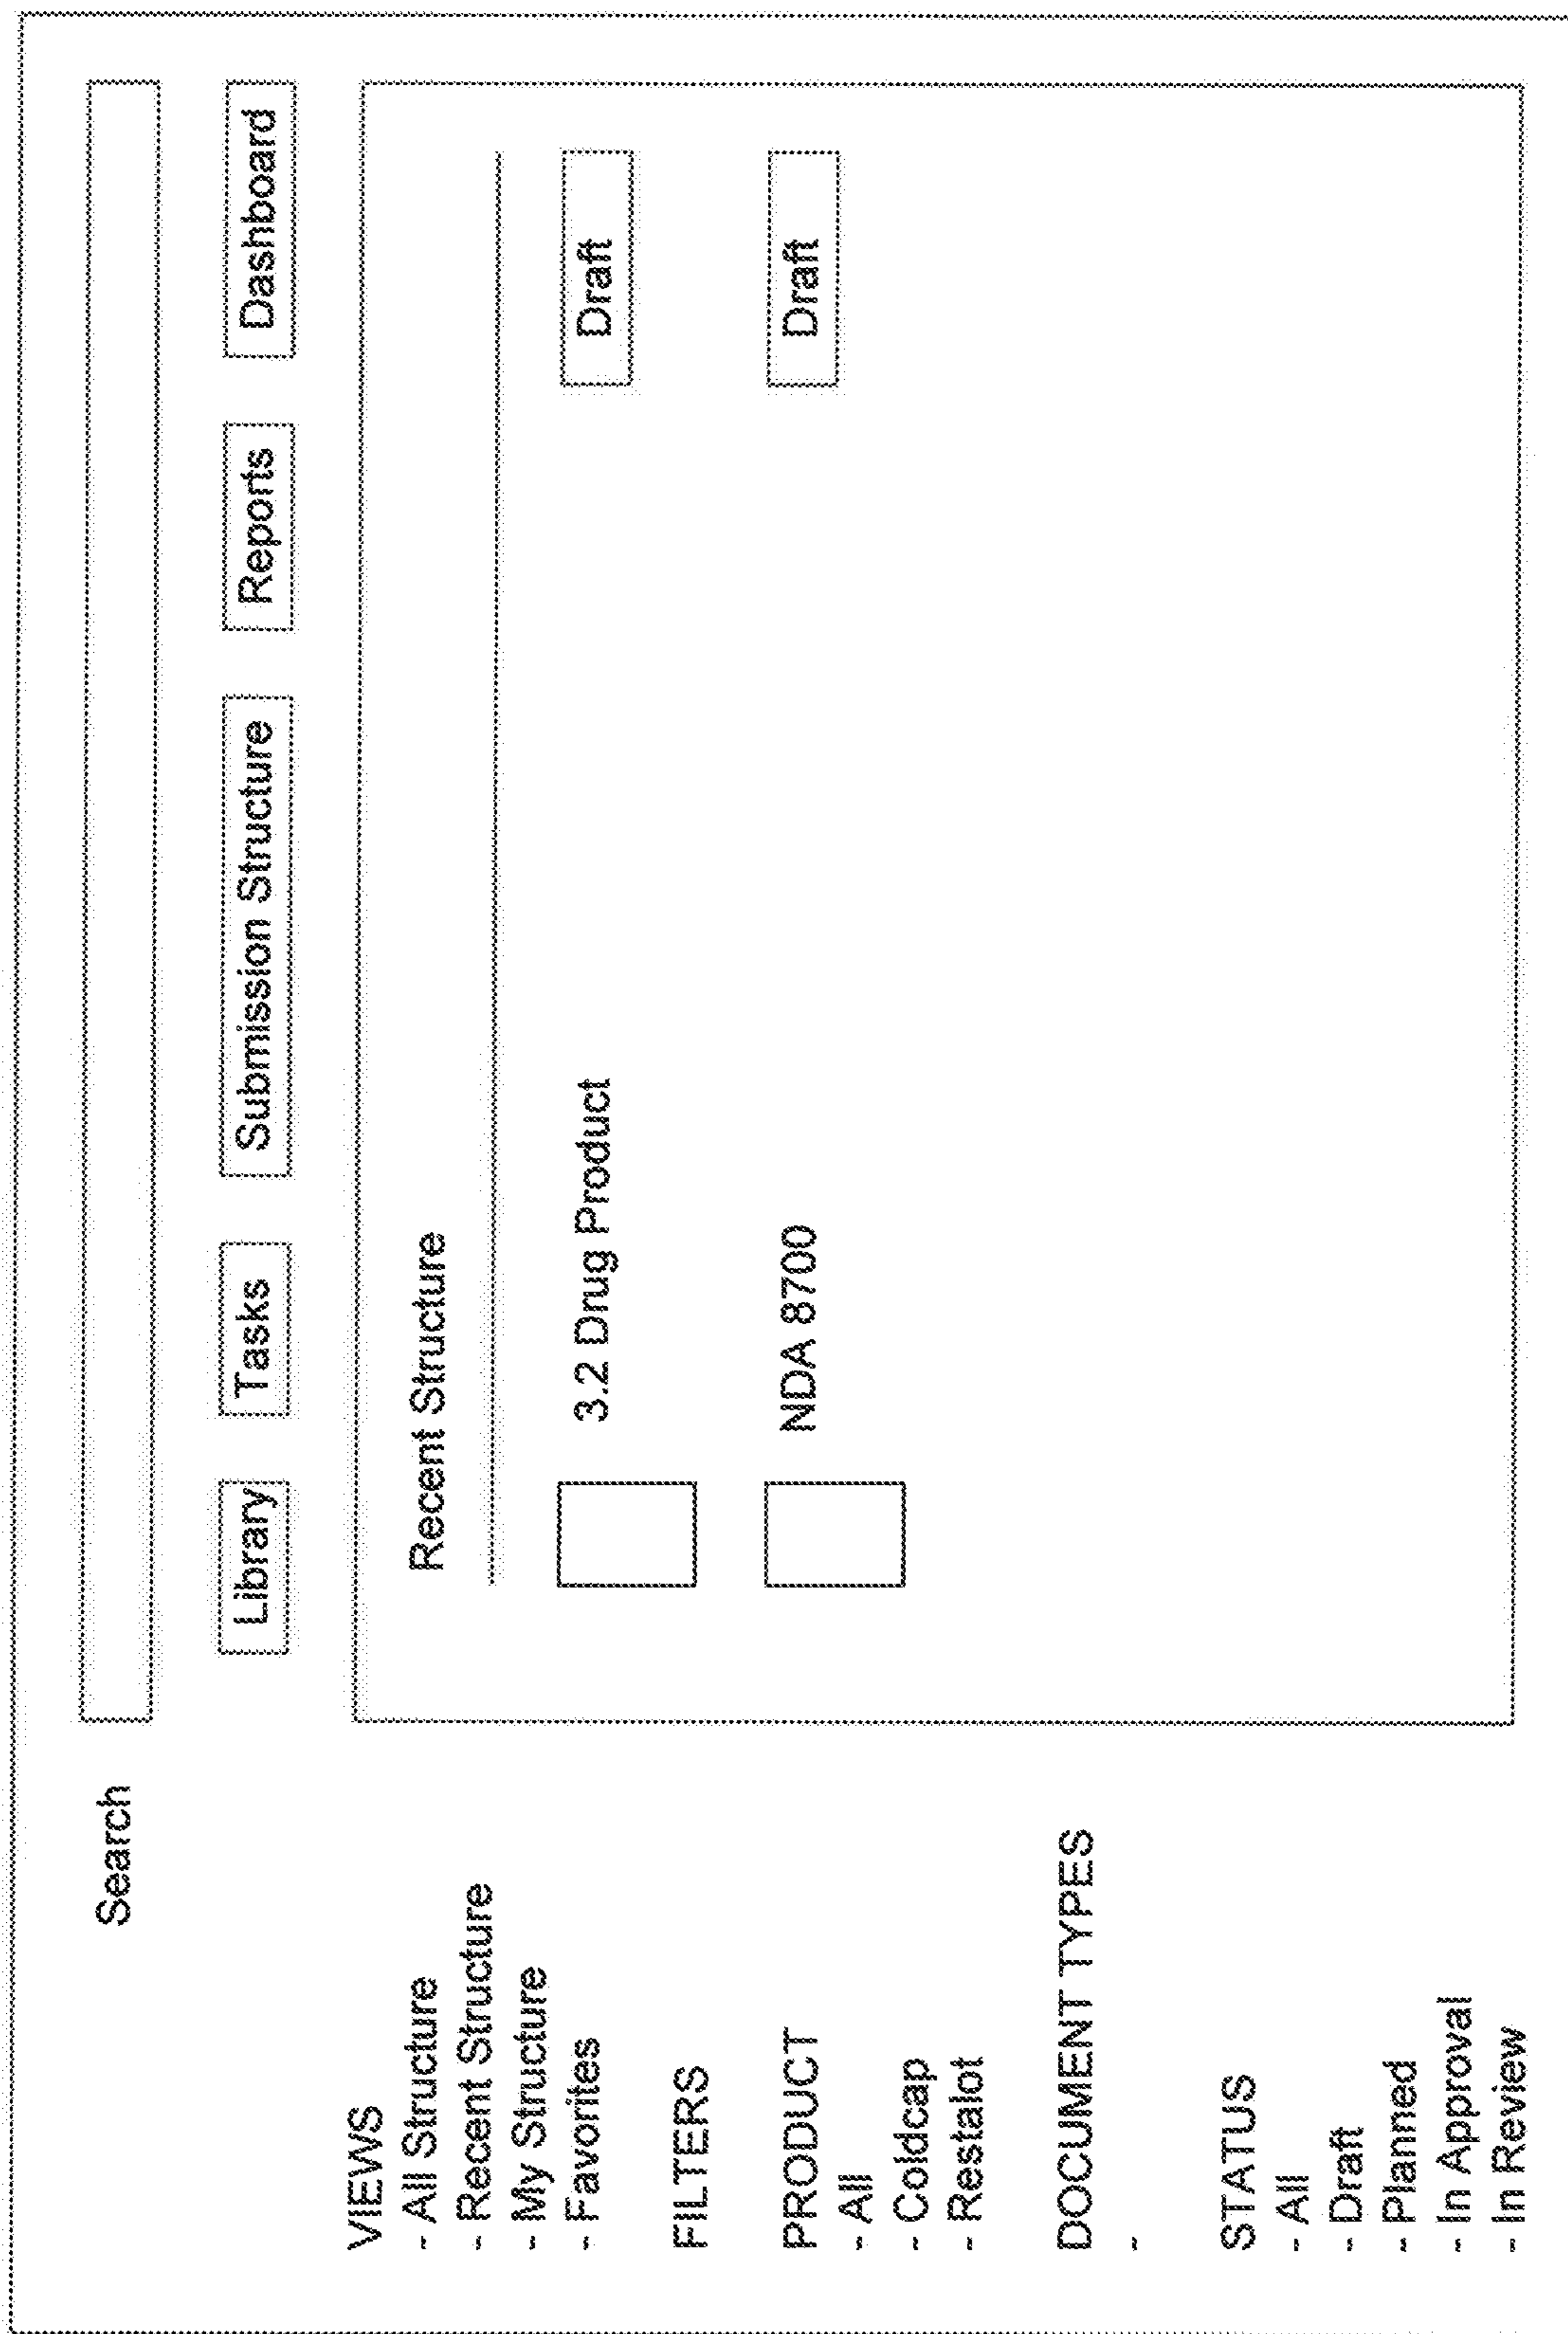 Search
Library Tasks Submission Structure Reports Dashboard
VIEWS
- All Structure
- Recent Structure
- My Structure
- Favorites
FILTERS
PRODUCT
- All
- Coldcap
- Restalot
DOCUMENT TYPES
-
STATUS
- All
- Draft
- Planned
- In Approval
- In Review
Recent Structure
3.2 Drug Product Draft
NDA 8700 Draft